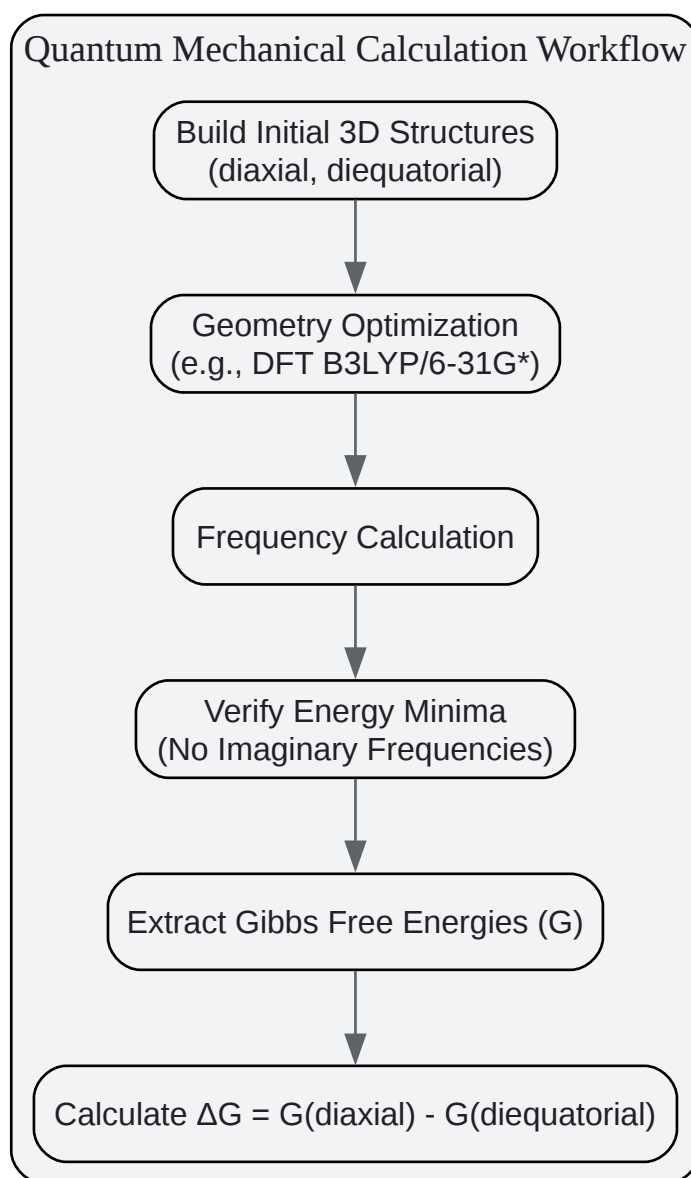 Quantum Mechanical Calculation Workflow
Build Initial 3D Structures
(diaxial, diequatorial)
Geometry Optimization
(e.g., DFT B3LYP/6-31G*)
Frequency Calculation
Verify Energy Minima
(No Imaginary Frequencies)
Extract Gibbs Free Energies (G)
Calculate ΔG = G(diaxial) - G(diequatorial)